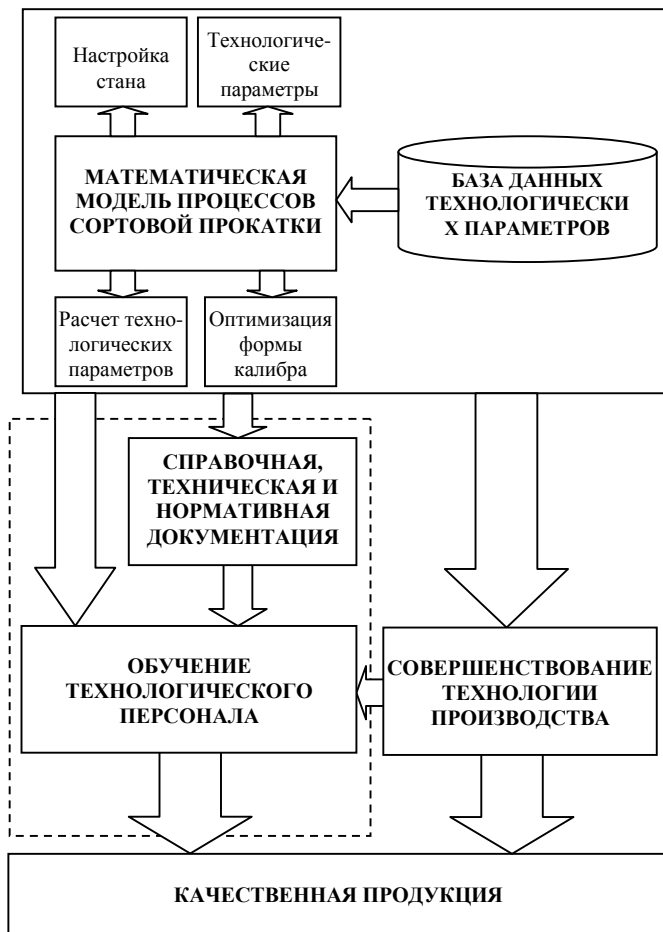 Настройка
стана
Технологиче-
ские
параметры
МАТЕМАТИЧЕСКАЯ
МОДЕЛЬ ПРОЦЕССОВ
СОРТОВОЙ ПРОКАТКИ
БАЗА ДАННЫХ
ТЕХНОЛОГИЧЕСКИ
Х ПАРАМЕТРОВ
Расчет техно-
логических
параметров
Оптимизация
формы
калибра
СПРАВОЧНАЯ,
ТЕХНИЧЕСКАЯ И
НОРМАТИВНАЯ
ДОКУМЕНТАЦИЯ
ОБУЧЕНИЕ
ТЕХНОЛОГИЧЕСКОГО
ПЕРСОНАЛА
СОВЕРШЕНСТВОВАНИЕ
ТЕХНОЛОГИИ
ПРОИЗВОДСТВА
КАЧЕСТВЕННАЯ ПРОДУКЦИЯ